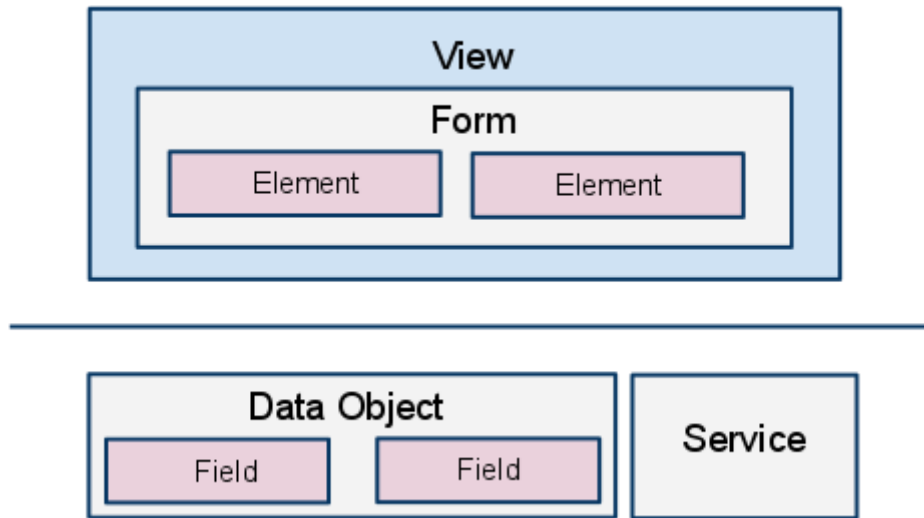 View
Form
Element
Element
Data Object
Field
Field
Service